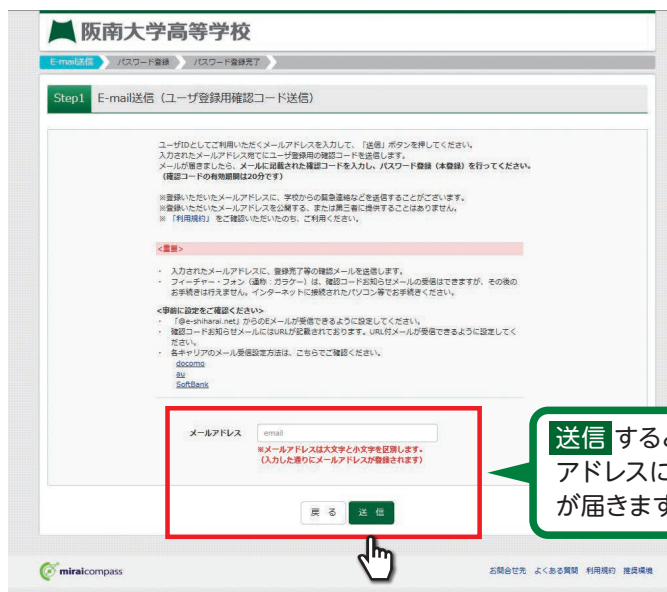 阪南大学高等学校
E-mail送信 パスワード登録 パスワード登録完了
Step1 E-mail送信（ユーザ登録用確認コード送信）
ユーザIDとしてご利用いただくメールアドレスを入力して、「送信」ボタンを押してください。
入力されたメールアドレス宛てにユーザ登録用の確認コードを送信します。
メールが届きましたら、メールに記載された確認コードを入力し、パスワード登録（本登録）を行ってください。
（確認コードの有効期限は20分です）
※登録いただいたメールアドレスに、学校からの緊急連絡などを送信することがございます。
※登録いただいたメールアドレスを公開する、または第三者に提供することはありません。
※ 「利用規約」 をご確認いただいたのち、ご利用ください。
<重要>
・ 入力されたメールアドレスに、登録完了等の確認メールを送信します。
・ フィーチャー・フォン（通称：ガラケー）は、確認コードお知らせメールの受信はできますが、その後の
お手続きは行えません。インターネットに接続されたパソコン等でお手続きください。
<事前に設定をご確認ください>
・ 「@e-shiharai.net」からのEメールが受信できるように設定してください。
・ 確認コードお知らせメールにはURLが記載されております。URL付メールが受信できるように設定してく
ださい。
・ 各キャリアのメール受信設定方法は、こちらでご確認ください。
docomo
au
SoftBank
メールアドレス email
※メールアドレスは大文字と小文字を区別します。
（入力した通りにメールアドレスが登録されます）
送信 する
アドレスに
が届きます
戻 る 送 信
miraicompass お問合せ先 よくある質問 利用規約 推奨環境